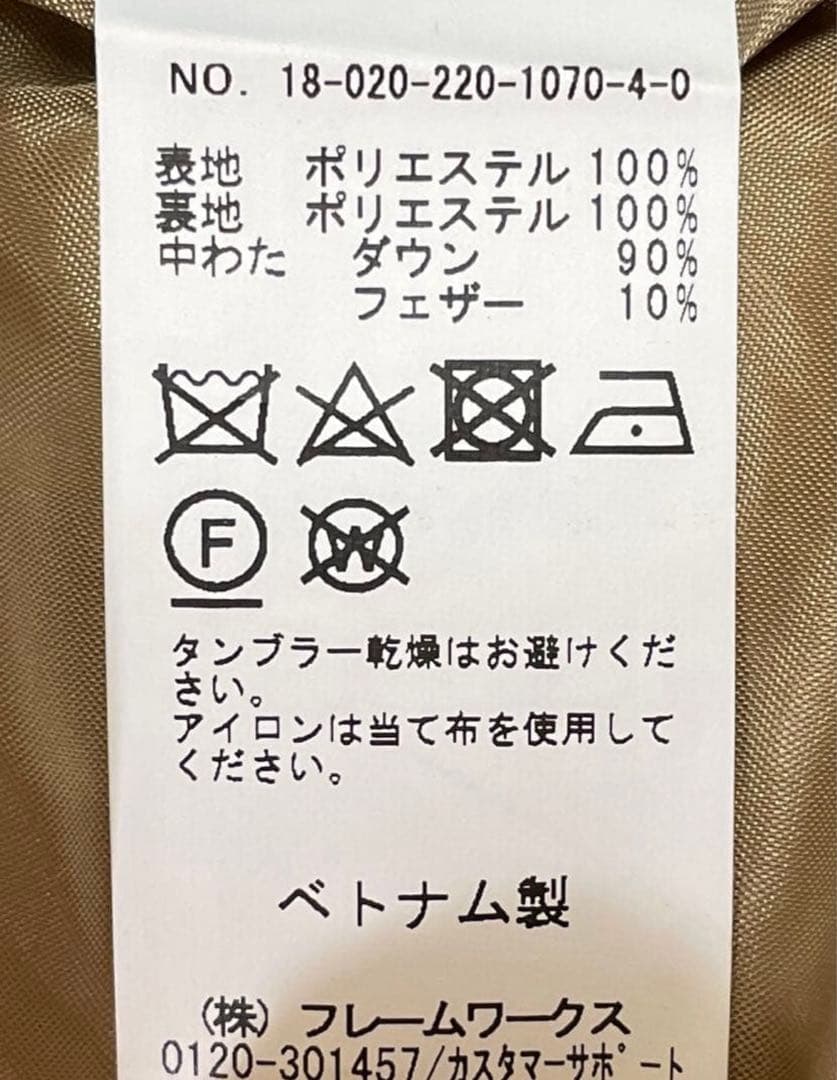 NO. 18-020-220-1070-4-0
表地 ポリエステル 100%
裏地 ポリエステル 100%
中わた ダウン 90%
フェザー 10%
F
W
タンブラー乾燥はお避けくだ
さい。
アイロンは当て布を使用して
ください。
ベトナム製
(株) フレームワークス
0120-301457/カスタマーサポート